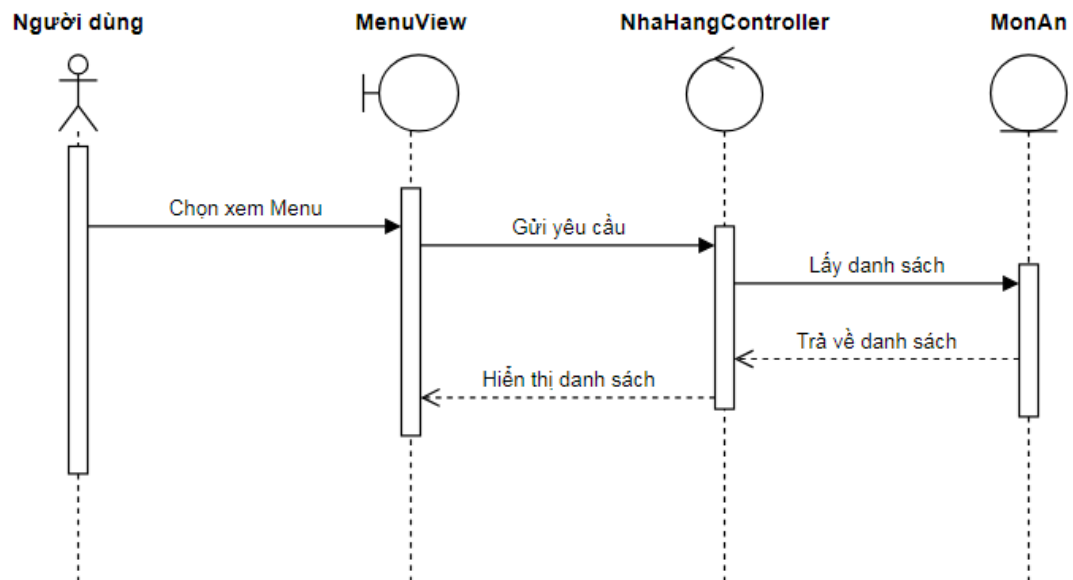 Người dùng
MenuView
NhaHangController
MonAn
Chọn xem Menu
Gửi yêu cầu
Lấy danh sách
Trả về danh sách
Hiển thị danh sách